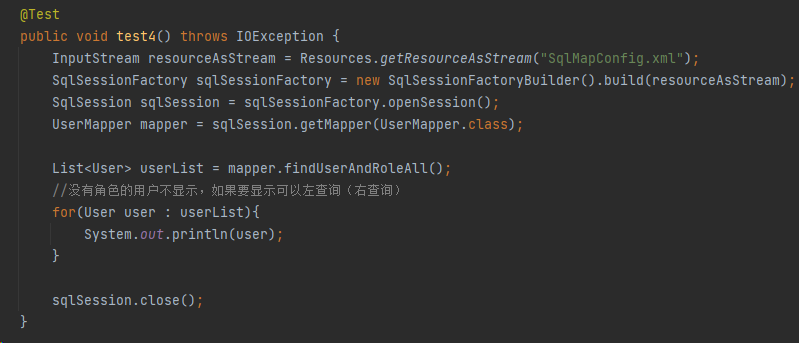 @Test
public void test4() throws IOException {
    InputStream resourceAsStream = Resources.getResourceAsStream("SqlMapConfig.xml");
    SqlSessionFactory sqlSessionFactory = new SqlSessionFactoryBuilder().build(resourceAsStream);
    SqlSession sqlSession = sqlSessionFactory.openSession();
    UserMapper mapper = sqlSession.getMapper(UserMapper.class);
    List<User> userList = mapper.findUserAndRoleAll();
    //没有角色的用户不显示，如果要显示可以左查询（右查询）
    for(User user : userList){
        System.out.println(user);
    }
    sqlSession.close();
}